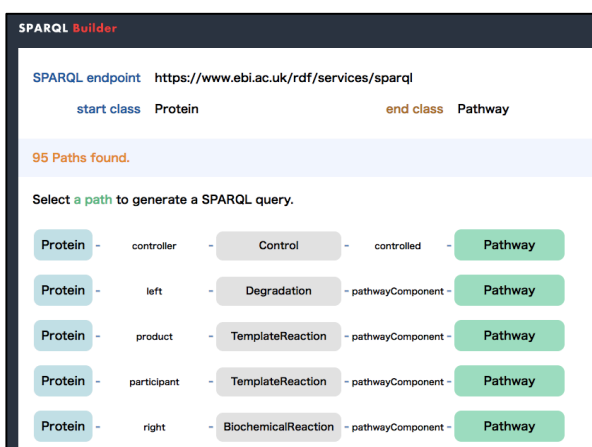 SPARQL Builder
SPARQL endpoint https://www.ebi.ac.uk/rdf/services/sparql
start class Protein end class Pathway
95 Paths found.
Select a path to generate a SPARQL query.
Protein - controller - Control - controlled - Pathway
Protein - left - Degradation - pathwayComponent - Pathway
Protein - product - TemplateReaction - pathwayComponent - Pathway
Protein - participant - TemplateReaction - pathwayComponent - Pathway
Protein - right - BiochemicalReaction - pathwayComponent - Pathway